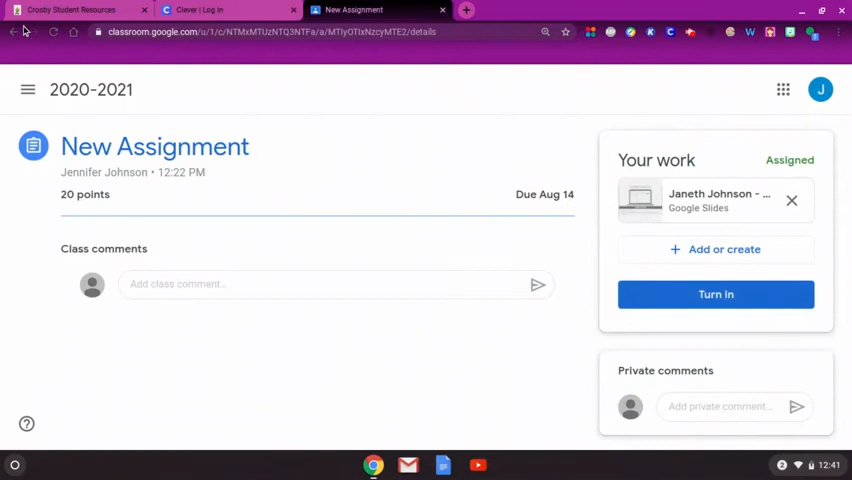 Crosby Student Resources
Clever | Log in
New Assignment
classroom.google.com/u/1/c/NTMxMTUzNTQ3NTFa/a/MTIyOTIxNzcyMTE2/details
2020-2021
J
New Assignment
Jennifer Johnson • 12:22 PM
20 points
Due Aug 14
Class comments
Add class comment...
Your work
Assigned
Janeth Johnson - ...
Google Slides
+ Add or create
Turn In
Private comments
Add private comment...
2
12:41